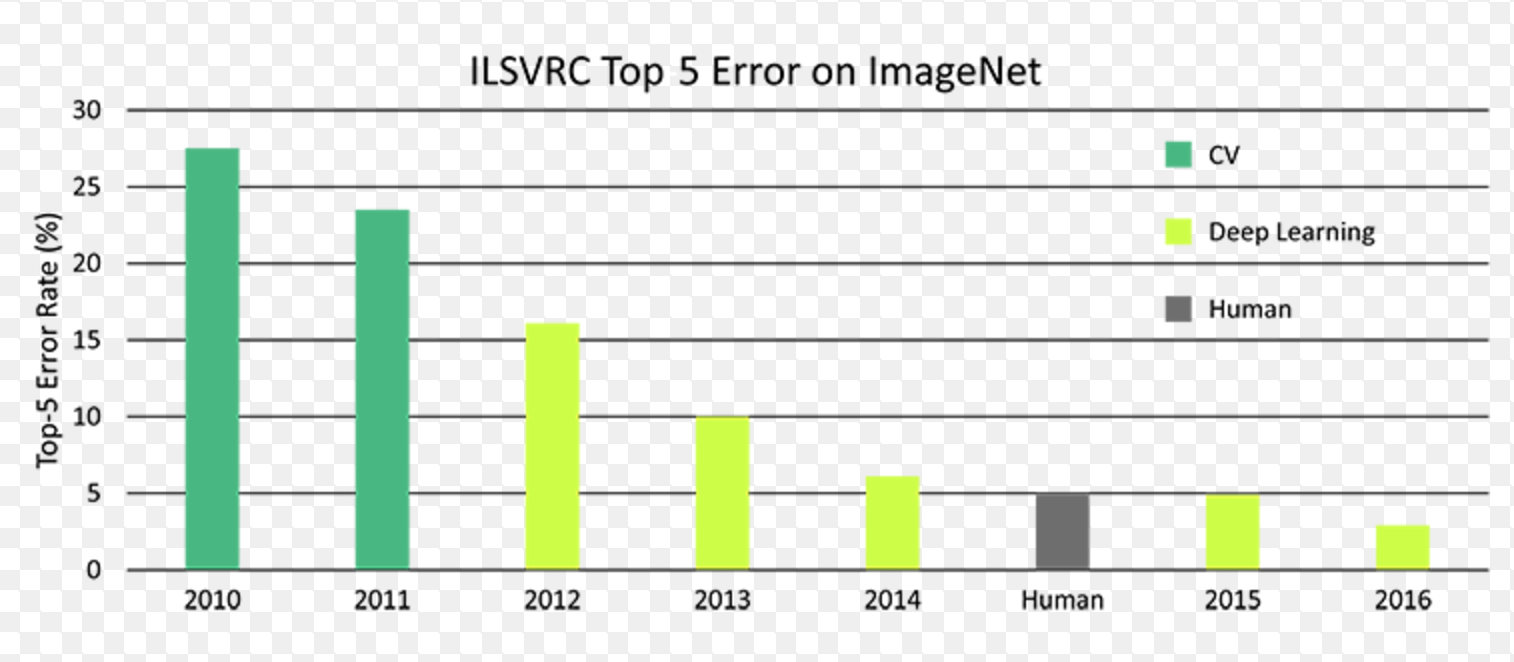 ILSVRC Top 5 Error on ImageNet
30
25
20
15
10
5
0
Top-5 Error Rate (%)
CV
Deep Learning
Human
2010 2011 2012 2013 2014 Human 2015 2016